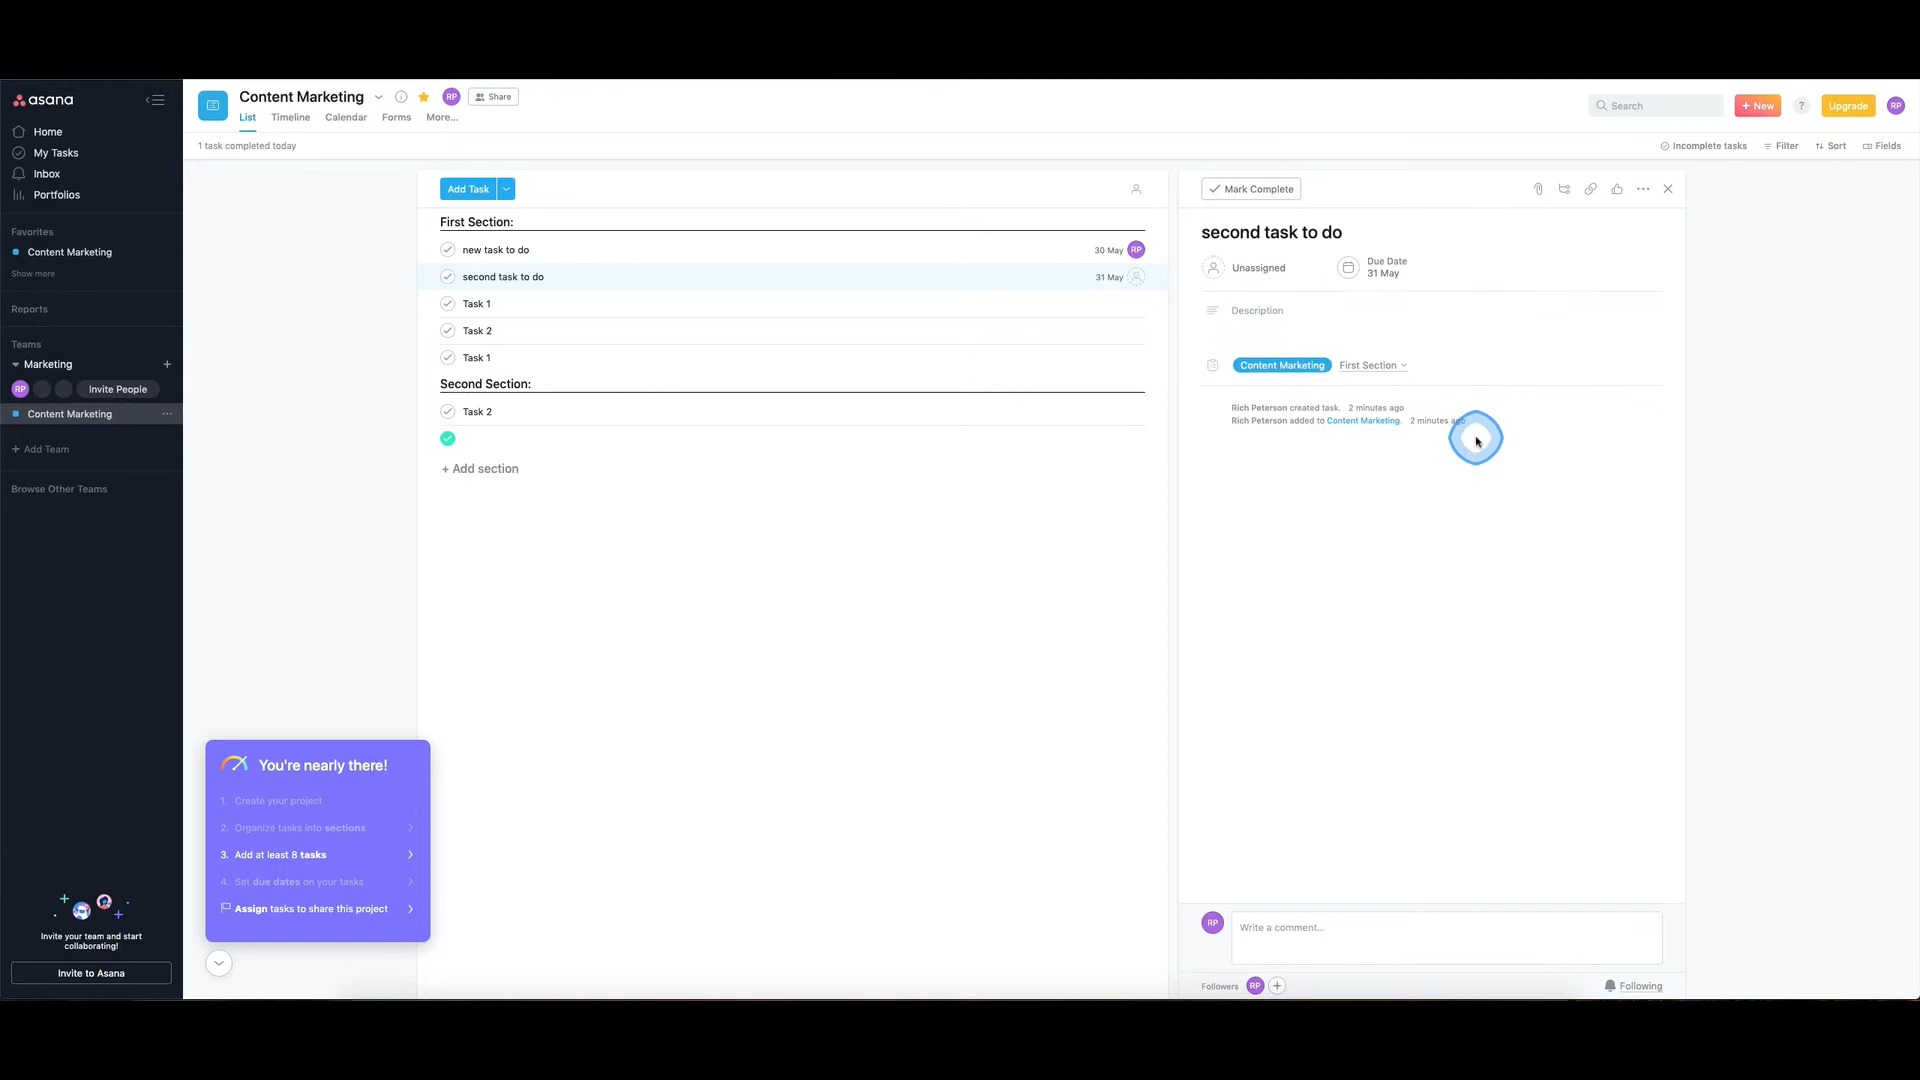 asana
Home
My Tasks
Inbox
Portfolios
Favorites
Content Marketing
Show more
Reports
Teams
Marketing
RP
Invite People
Content Marketing
+ Add Team
Browse Other Teams
Invite your team and start
collaborating!
Invite to Asana
Content Marketing
RP
Share
List
Timeline
Calendar
Forms
More...
Search
+ New
?
Upgrade
RP
1 task completed today
Incomplete tasks
Filter
Sort
Fields
Add Task
First Section:
new task to do
30 May
RP
second task to do
31 May
Task 1
Task 2
Task 1
Second Section:
Task 2
+ Add section
You're nearly there!
1. Create your project
2. Organize tasks into sections
3. Add at least 8 tasks
4. Set due dates on your tasks
Assign tasks to share this project
Mark Complete
second task to do
Unassigned
Due Date
31 May
Description
Content Marketing
First Section
Rich Peterson created task. 2 minutes ago
Rich Peterson added to Content Marketing. 2 minutes ago
RP
Write a comment...
Followers
RP
+
Following